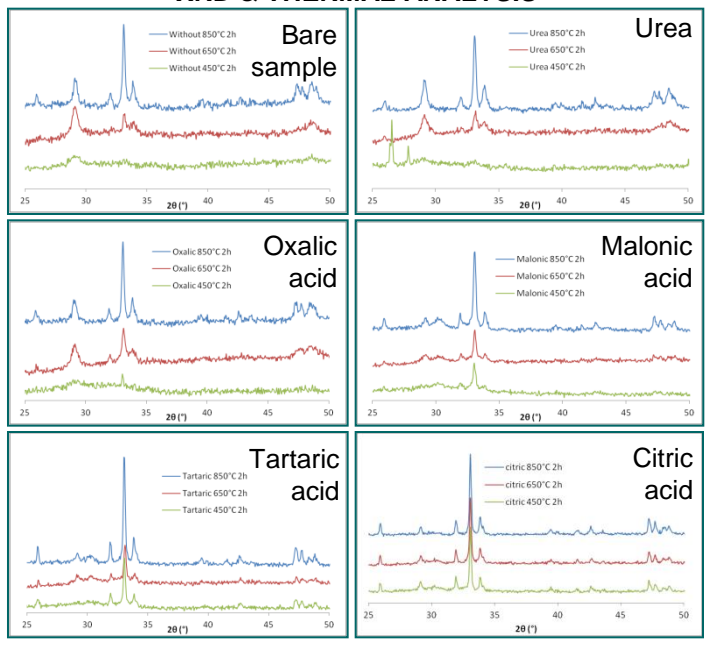 XRD & THERMAL ANALYSIS
Bare
sample
Without 850°C 2h
Without 650°C 2h
Without 450°C 2h
25 30 35 40 45 50
2θ (°)
Urea
Urea 850°C 2h
Urea 650°C 2h
Urea 450°C 2h
25 30 35 40 45 50
2θ (°)
Oxalic
acid
Oxalic 850°C 2h
Oxalic 650°C 2h
Oxalic 450°C 2h
25 30 35 40 45 50
2θ (°)
Malonic
acid
Malonic 850°C 2h
Malonic 650°C 2h
Malonic 450°C 2h
25 30 35 40 45 50
2θ (°)
Tartaric
acid
Tartaric 850°C 2h
Tartaric 650°C 2h
Tartaric 450°C 2h
25 30 35 40 45 50
2θ (°)
Citric
acid
citric 850°C 2h
citric 650°C 2h
citric 450°C 2h
25 30 35 40 45 50
2θ (°)